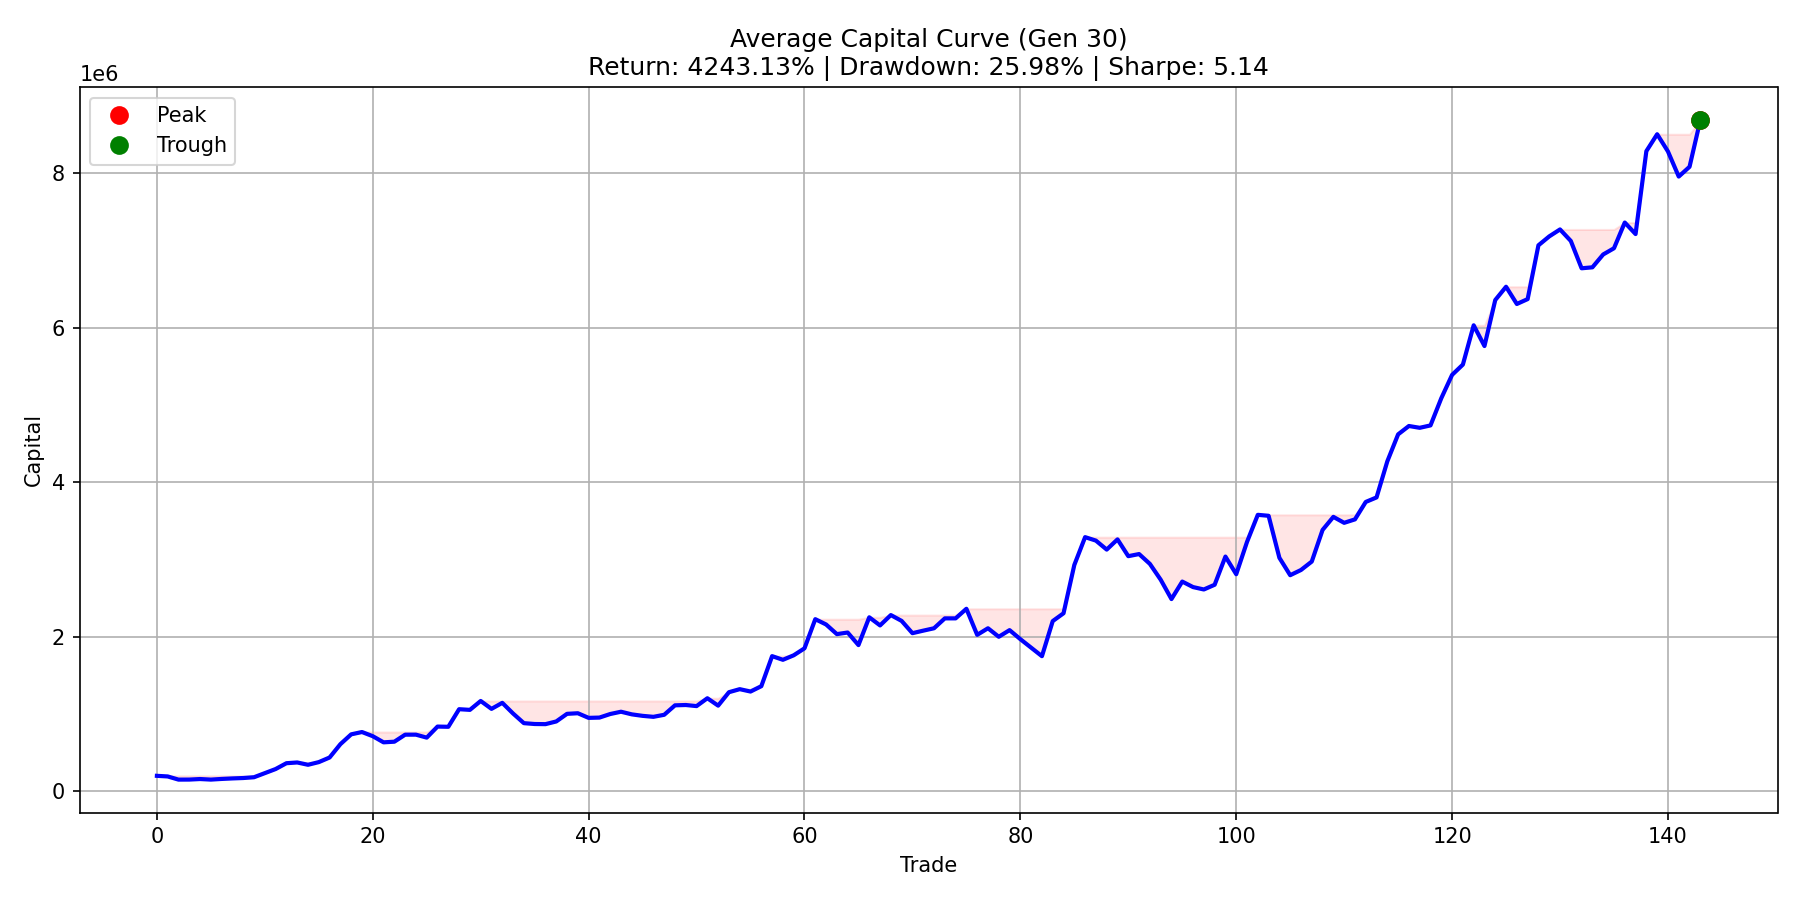 Average Capital Curve (Gen 30)
Return: 4243.13% | Drawdown: 25.98% | Sharpe: 5.14
1e6
Peak
Trough
8
6
4
2
0
Capital
0 20 40 60 80 100 120 140
Trade